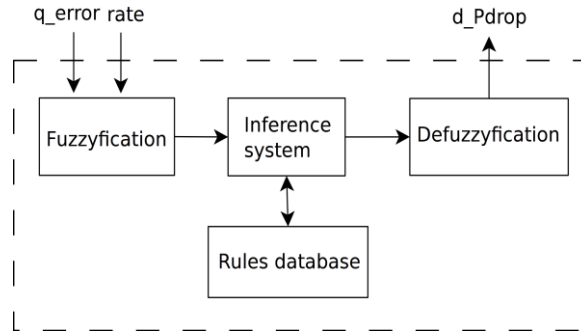 q_error rate
d_Pdrop
Fuzzyfication
Inference
system
Defuzzyfication
Rules database